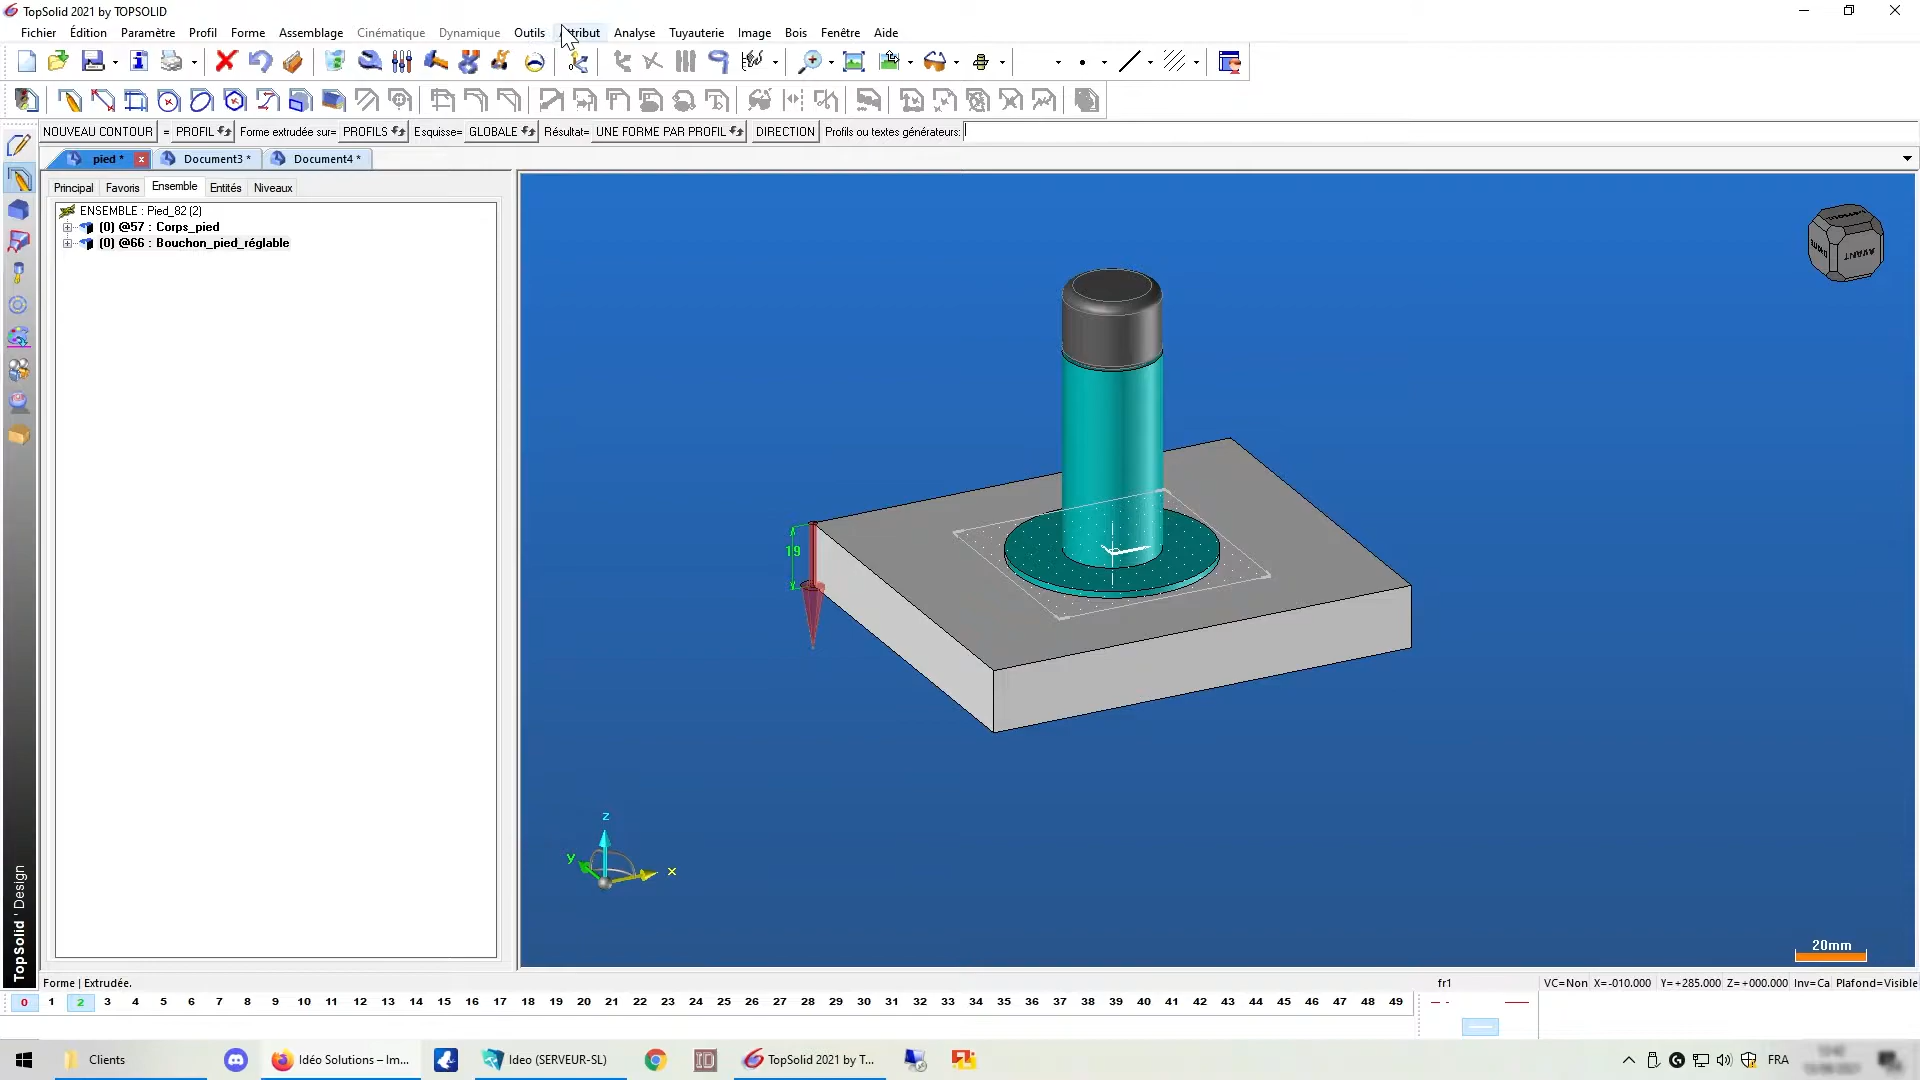 TopSolid 2021 by TOPSOLID
Fichier Édition Paramètre Profil Forme Assemblage Cinématique Dynamique Outils Attribut Analyse Tuyauterie Image Bois Fenêtre Aide
NOUVEAU CONTOUR = PROFIL Forme extrudée sur= PROFILS Esquisse= GLOBALE Résultat= UNE FORME PAR PROFIL DIRECTION Profils ou textes générateurs:
pied * x Document3 * Document4 *
Principal Favoris Ensemble Entités Niveaux
ENSEMBLE : Pied_82 (2)
(0) @57 : Corps_pied
(0) @66 : Bouchon_pied_réglable
AVANT
19
z
y
x
20mm
TopSolid 'Design
Forme | Extrudée. fr1 VC=Non X=-010.000 Y=+285.000 Z=+000.000 Inv=Ca Plafond=Visible
0 1 2 3 4 5 6 7 8 9 10 11 12 13 14 15 16 17 18 19 20 21 22 23 24 25 26 27 28 29 30 31 32 33 34 35 36 37 38 39 40 41 42 43 44 45 46 47 48 49
Clients Idéo Solutions – Im... Ideo (SERVEUR-SL) ID TopSolid 2021 by T... FRA